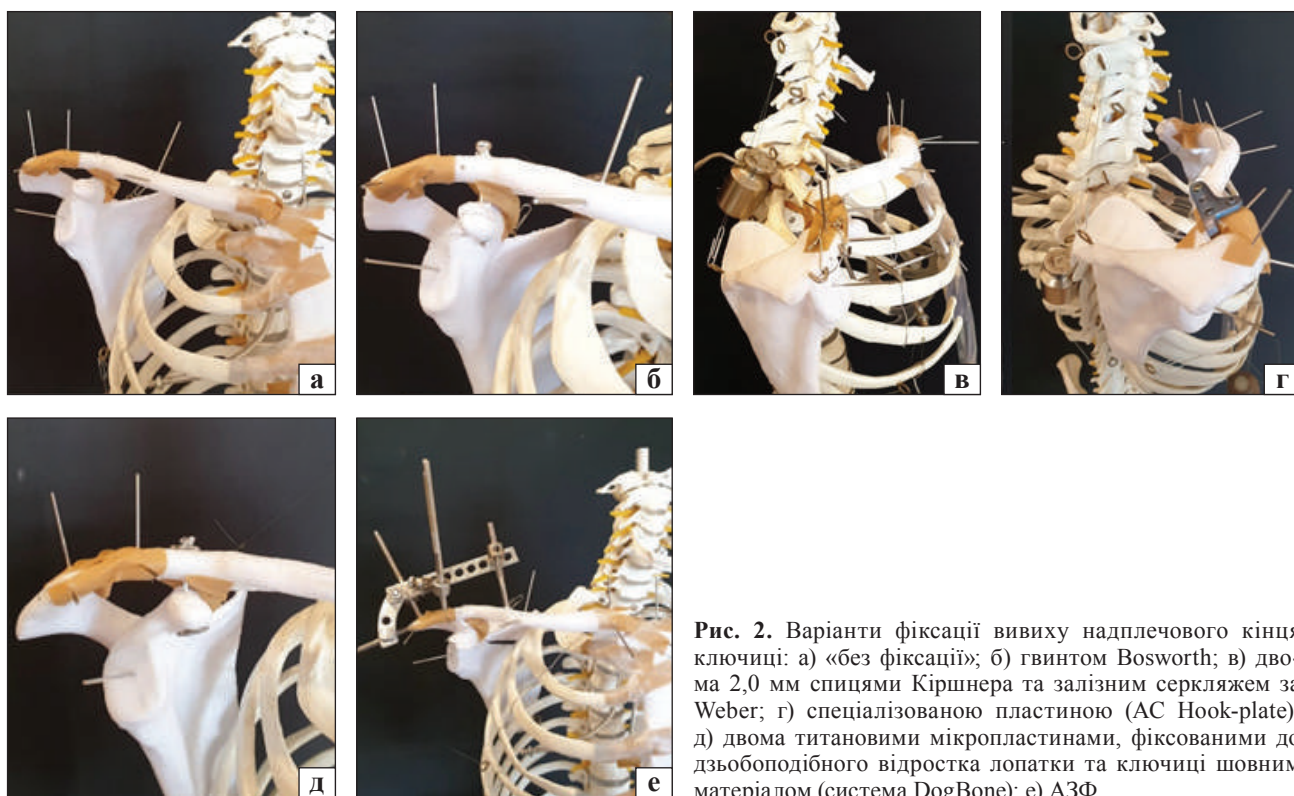 а
б
в
г
д
е
Рис. 2. Варіанти фіксації вивиху надплечового кінця
ключиці: а) «без фіксації»; б) гвинтом Bosworth; в) дво-
ма 2,0 мм спицями Кіршнера та залізним серкляжем за
Weber; г) спеціалізованою пластиною (AC Hook-plate)
д) двома титановими мікропластинами, фіксованими до
дзьобоподібного відростка лопатки та ключиці шовним
матеріалом (система DogBone); е) АЗФ